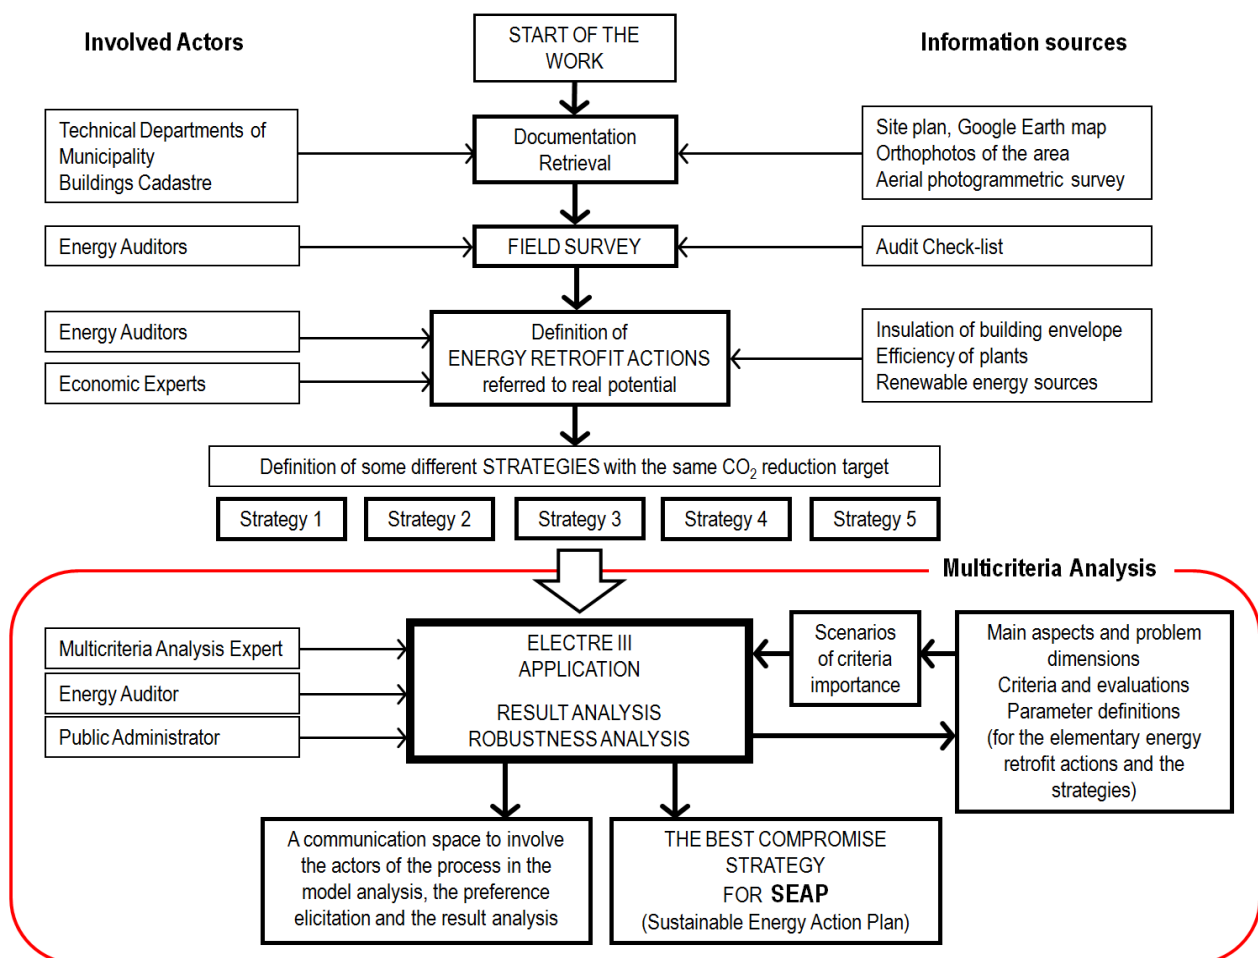 Involved Actors
START OF THE
WORK
Information sources
Technical Departments of
Municipality
Buildings Cadastre
Documentation
Retrieval
Site plan, Google Earth map
Orthophotos of the area
Aerial photogrammetric survey
Energy Auditors
FIELD SURVEY
Audit Check-list
Energy Auditors
Economic Experts
Definition of
ENERGY RETROFIT ACTIONS
referred to real potential
Insulation of building envelope
Efficiency of plants
Renewable energy sources
Definition of some different STRATEGIES with the same CO₂ reduction target
Strategy 1
Strategy 2
Strategy 3
Strategy 4
Strategy 5
Multicriteria Analysis
Multicriteria Analysis Expert
Energy Auditor
Public Administrator
ELECTRE III
APPLICATION
RESULT ANALYSIS
ROBUSTNESS ANALYSIS
Scenarios
of criteria
importance
Main aspects and problem
dimensions
Criteria and evaluations
Parameter definitions
(for the elementary energy
retrofit actions and the
strategies)
A communication space to involve
the actors of the process in the
model analysis, the preference
elicitation and the result analysis
THE BEST COMPROMISE
STRATEGY
FOR SEAP
(Sustainable Energy Action Plan)